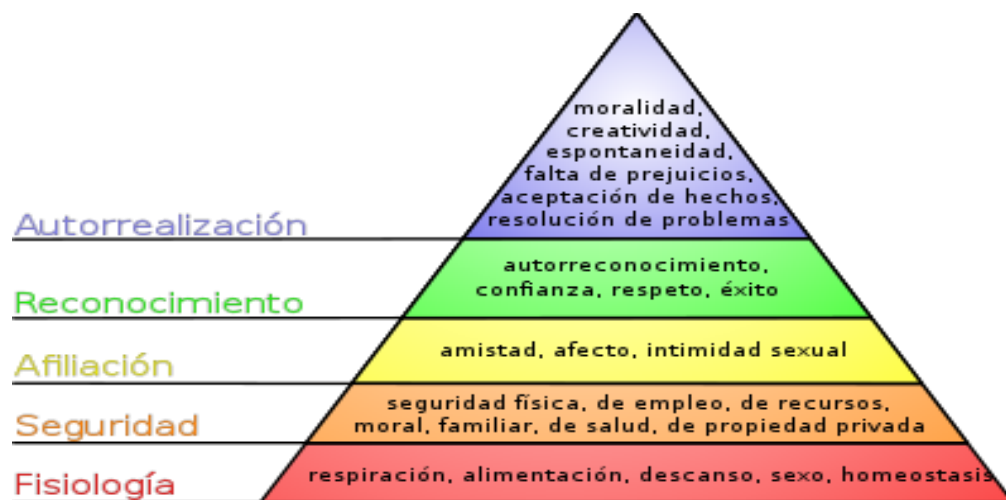 moralidad,
creatividad,
espontaneidad,
falta de prejuicios,
aceptación de hechos,
resolución de problemas
Autorrealización
autorreconocimiento,
confianza, respeto, éxito
Reconocimiento
amistad, afecto, intimidad sexual
Afiliación
seguridad física, de empleo, de recursos,
moral, familiar, de salud, de propiedad privada
Seguridad
respiración, alimentación, descanso, sexo, homeostasis
Fisiología